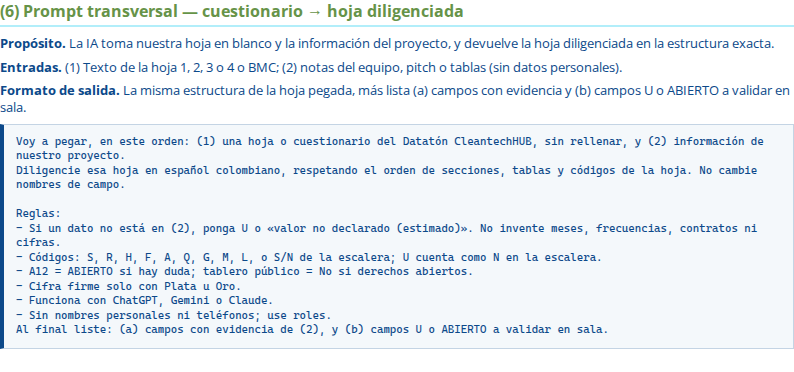 (6) Prompt transversal — cuestionario → hoja diligenciada
Propósito. La IA toma nuestra hoja en blanco y la información del proyecto, y devuelve la hoja diligenciada en la estructura exacta.
Entradas. (1) Texto de la hoja 1, 2, 3 o 4 o BMC; (2) notas del equipo, pitch o tablas (sin datos personales).
Formato de salida. La misma estructura de la hoja pegada, más lista (a) campos con evidencia y (b) campos U o ABIERTO a validar en
sala.
Voy a pegar, en este orden: (1) una hoja o cuestionario del Datatón CleantechHUB, sin rellenar, y (2) información de
nuestro proyecto.
Diligencie esa hoja en español colombiano, respetando el orden de secciones, tablas y códigos de la hoja. No cambie
nombres de campo.
Reglas:
− Si un dato no está en (2), ponga U o «valor no declarado (estimado)». No invente meses, frecuencias, contratos ni
cifras.
− Códigos: S, R, H, F, A, Q, G, M, L, o S/N de la escalera; U cuenta como N en la escalera.
− A12 = ABIERTO si hay duda; tablero público = No si derechos abiertos.
− Cifra firme solo con Plata u Oro.
− Funciona con ChatGPT, Gemini o Claude.
− Sin nombres personales ni teléfonos; use roles.
Al final liste: (a) campos con evidencia de (2), y (b) campos U o ABIERTO a validar en sala.